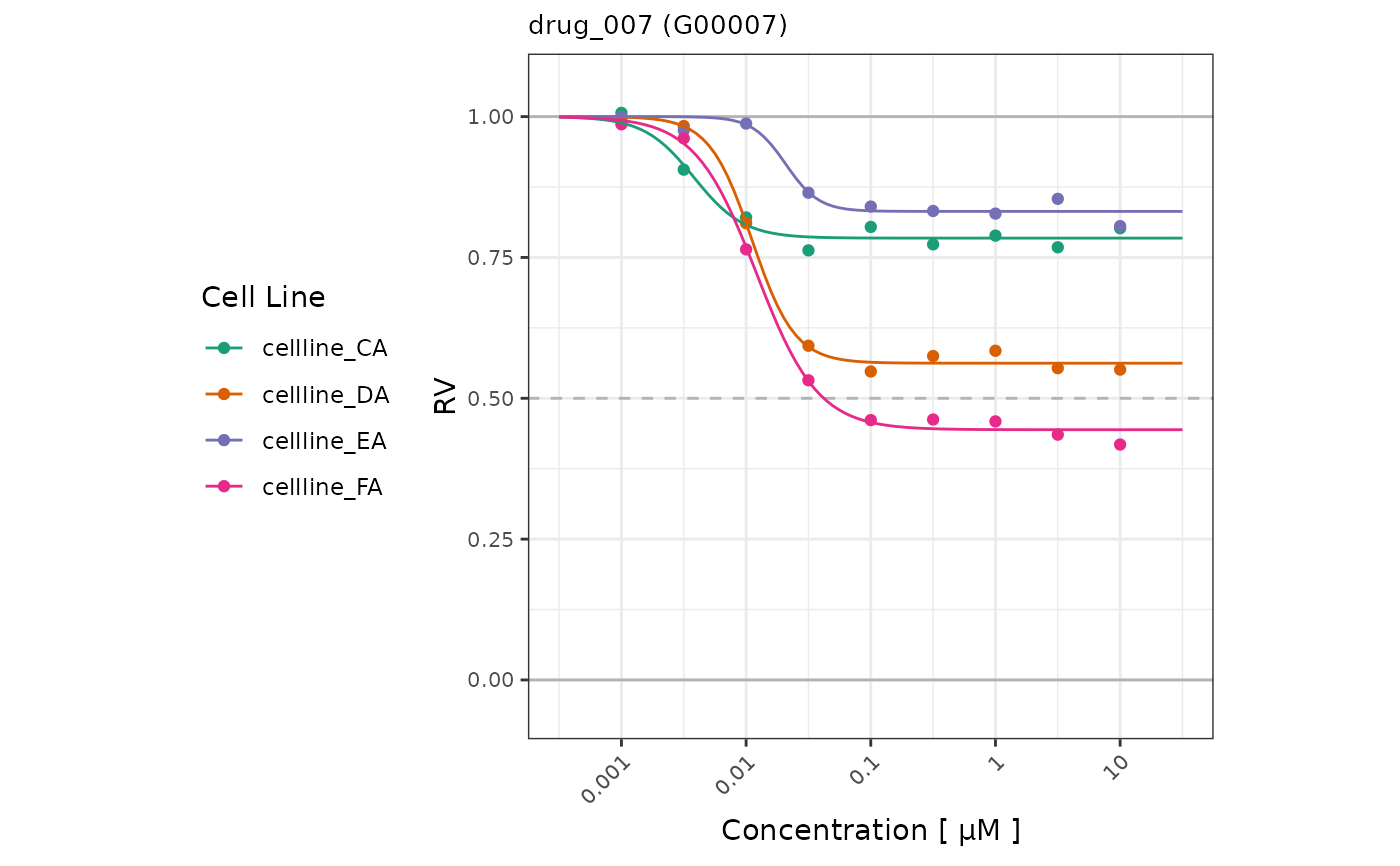 drug_007 (G00007)
Cell Line
cellline_CA
cellline_DA
cellline_EA
cellline_FA
RV
1.00
0.75
0.50
0.25
0.00
0.001
0.01
0.1
1
10
Concentration [ µM ]